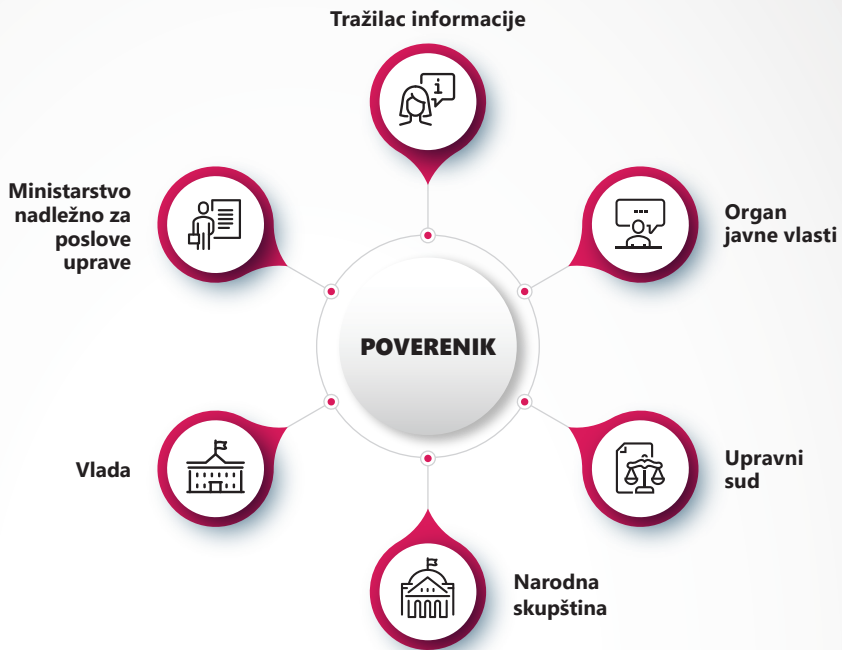 Tražilac informacije
Ministarstvo
nadležno za
poslove
uprave
Organ
javne vlasti
POVERENIK
Vlada
Upravni
sud
Narodna
skupština